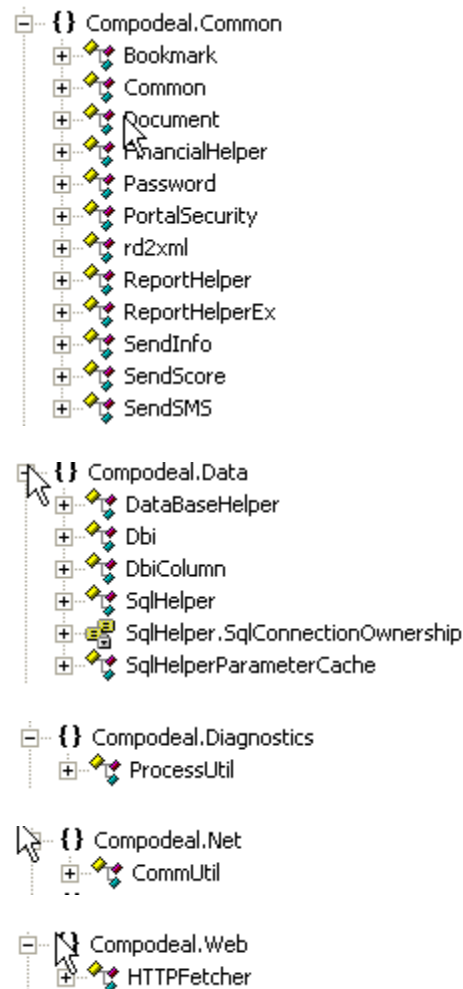 {} Compodeal.Common
Bookmark
Common
Document
FinancialHelper
Password
PortalSecurity
rd2xml
ReportHelper
ReportHelperEx
SendInfo
SendScore
SendSMS
{} Compodeal.Data
DataBaseHelper
Dbi
DbiColumn
SqlHelper
SqlHelper.SqlConnectionOwnership
SqlHelperParameterCache
{} Compodeal.Diagnostics
ProcessUtil
{} Compodeal.Net
CommUtil
{} Compodeal.Web
HTTPFetcher